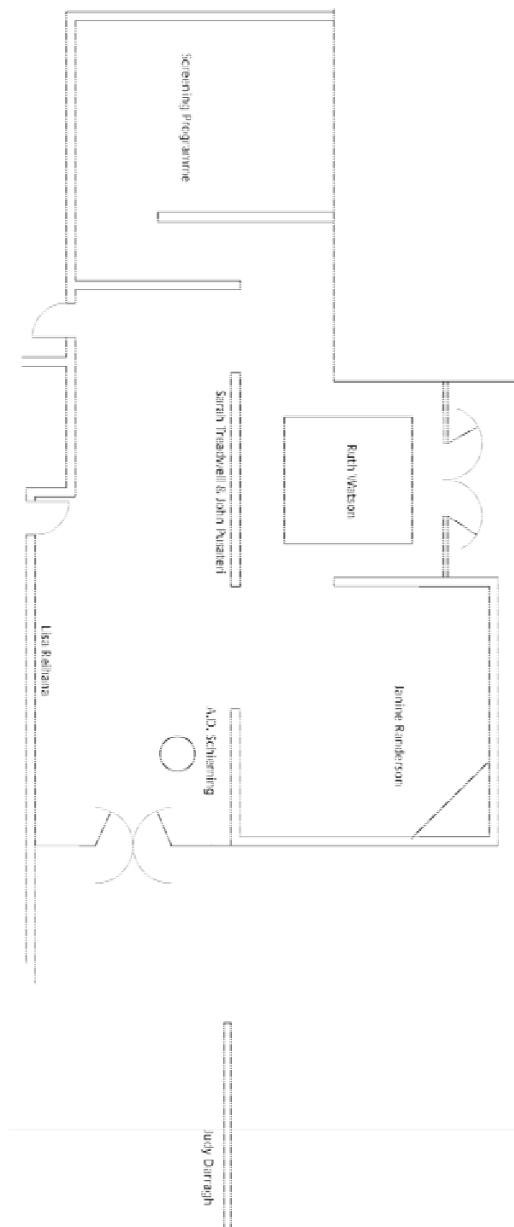 Screening Programme
Ruth Watson
Sarah Treadwell & John Pusateri
Janine Randerson
Lisa Reihana
A.D. Schierning
Judy Darragh